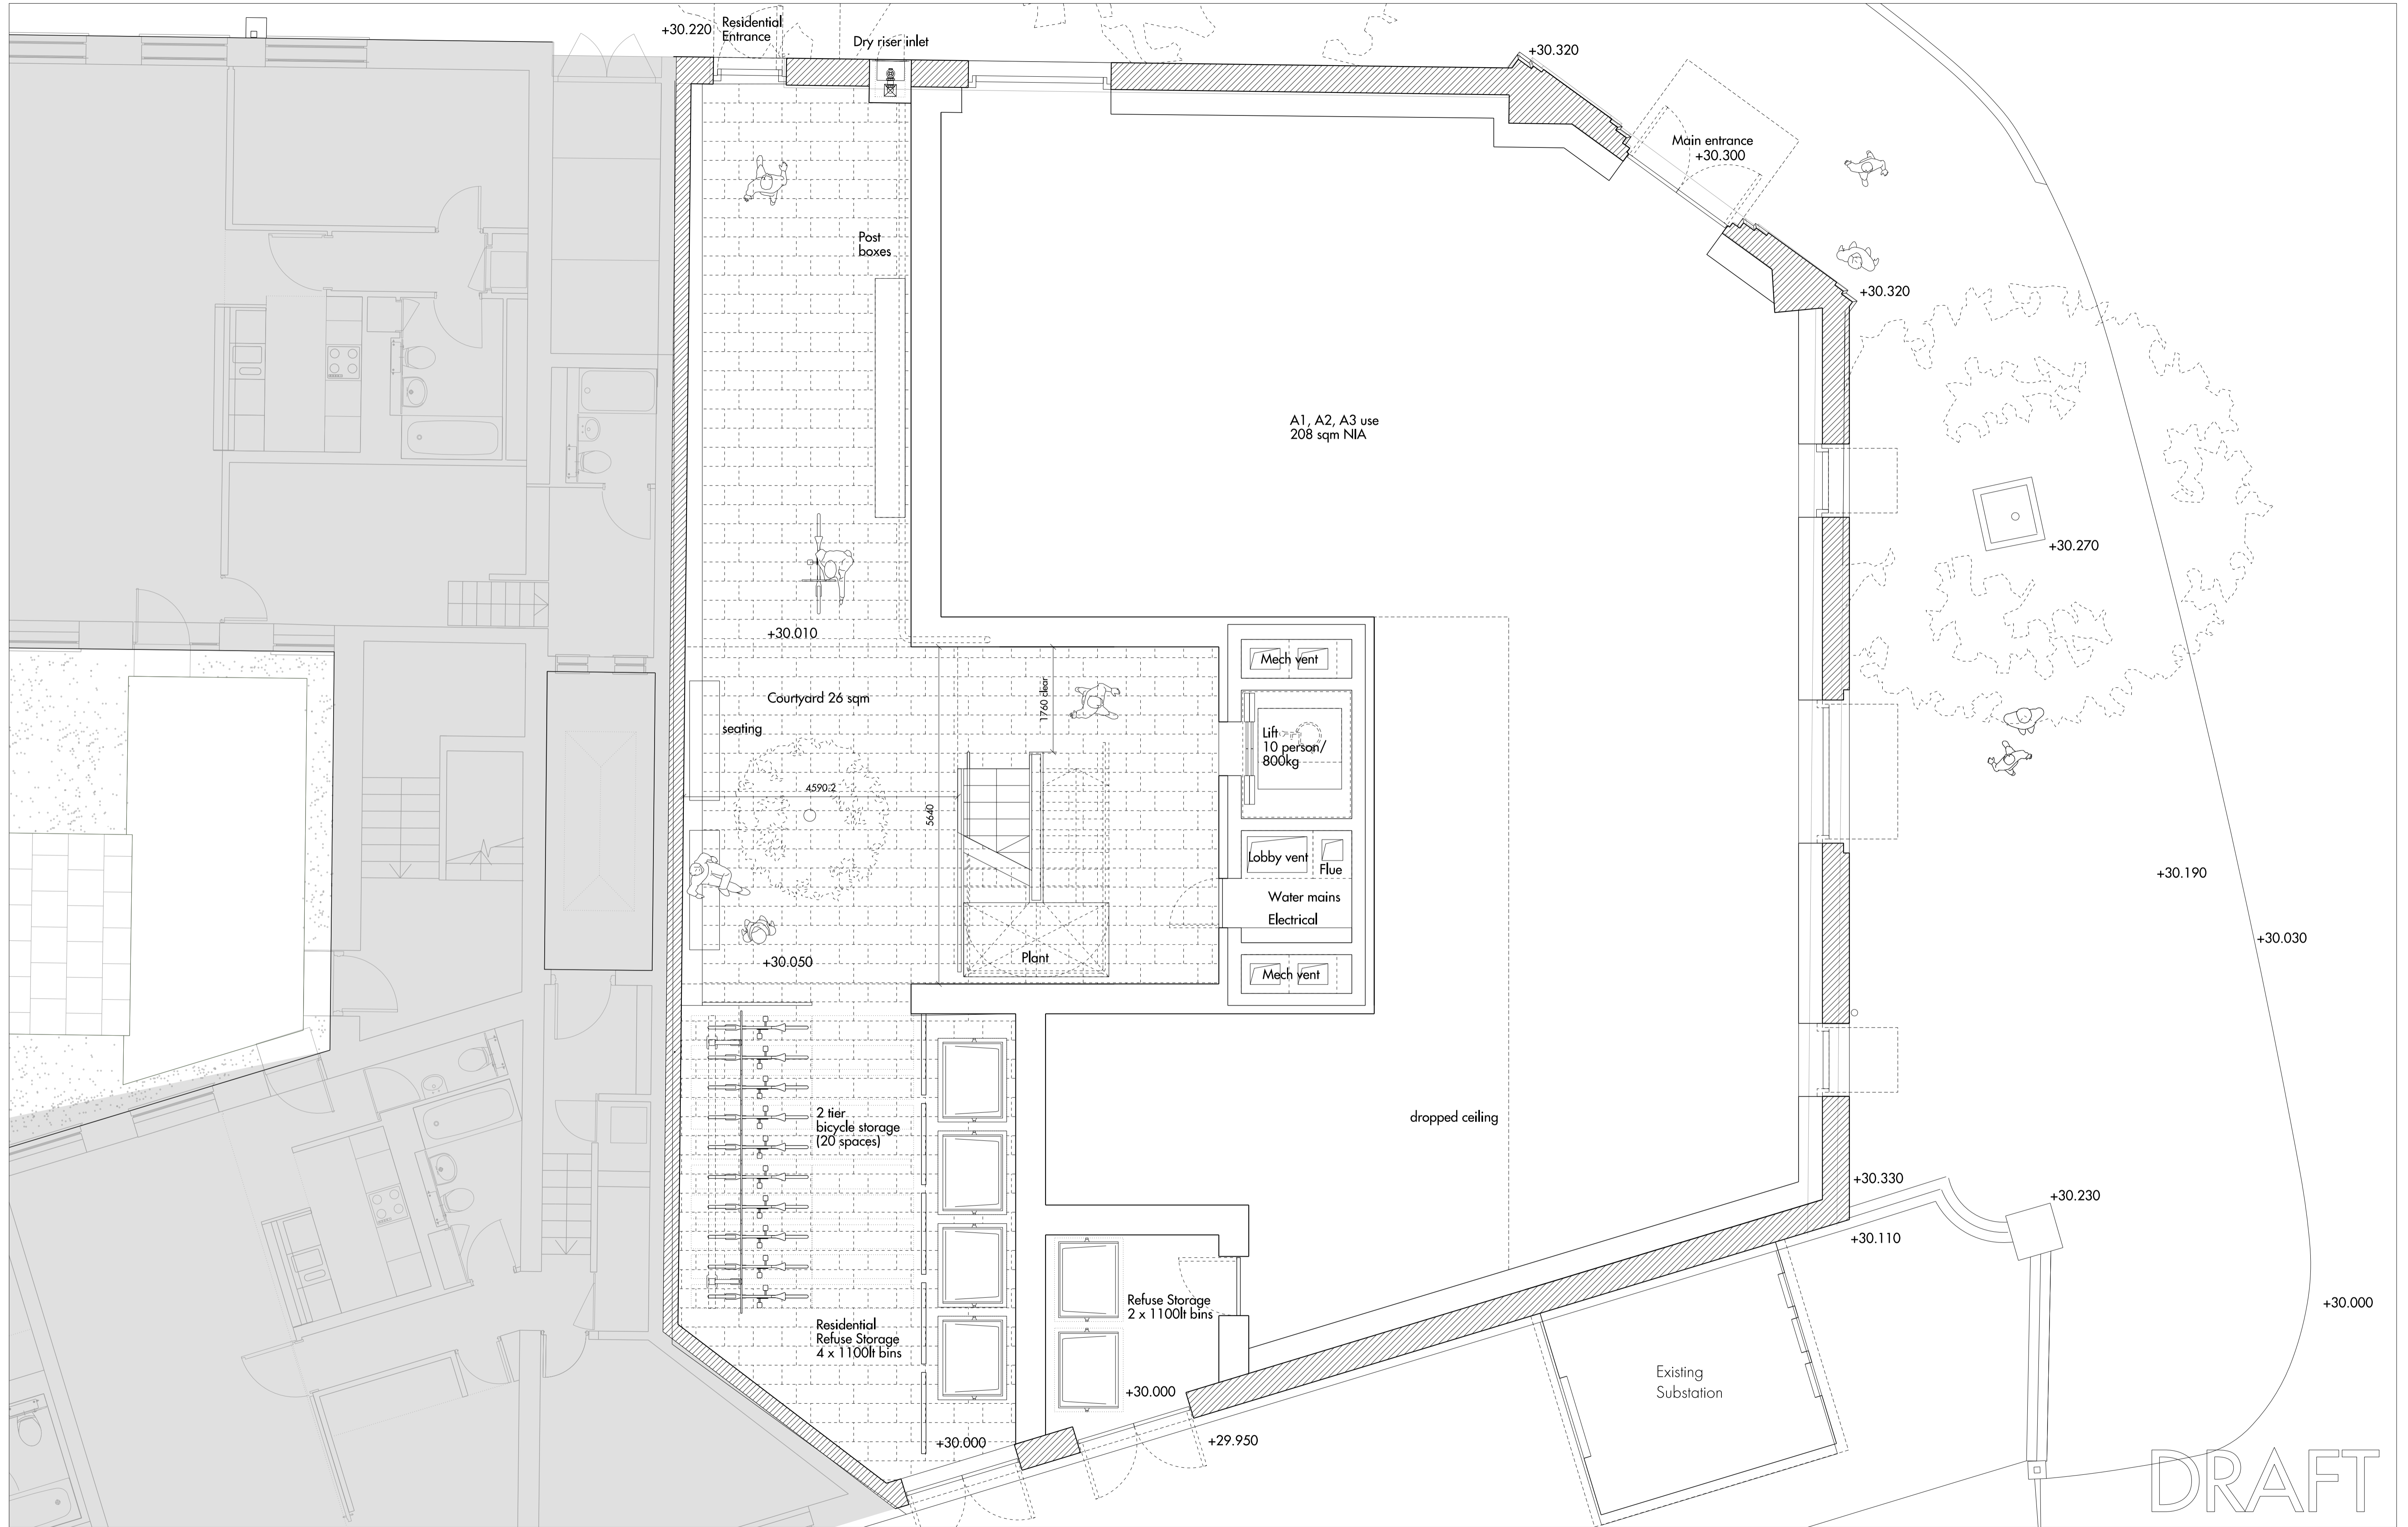 +30.220
Residential
Entrance
Dry riser inlet
+30.320
Main entrance
+30.300
Post
boxes
+30.320
A1, A2, A3 use
208 sqm NIA
+30.270
+30.010
Mech vent
1760 clear
Courtyard 26 sqm
seating
Lift
10 person/
800kg
4590.2
5640
Lobby vent
Flue
+30.190
Water mains
Electrical
+30.030
+30.050
Plant
Mech vent
2 tier
bicycle storage
(20 spaces)
dropped ceiling
+30.330
+30.230
+30.110
Refuse Storage
2 x 1100lt bins
+30.000
Residential
Refuse Storage
4 x 1100lt bins
Existing
Substation
+30.000
+30.000
+29.950
DRAFT